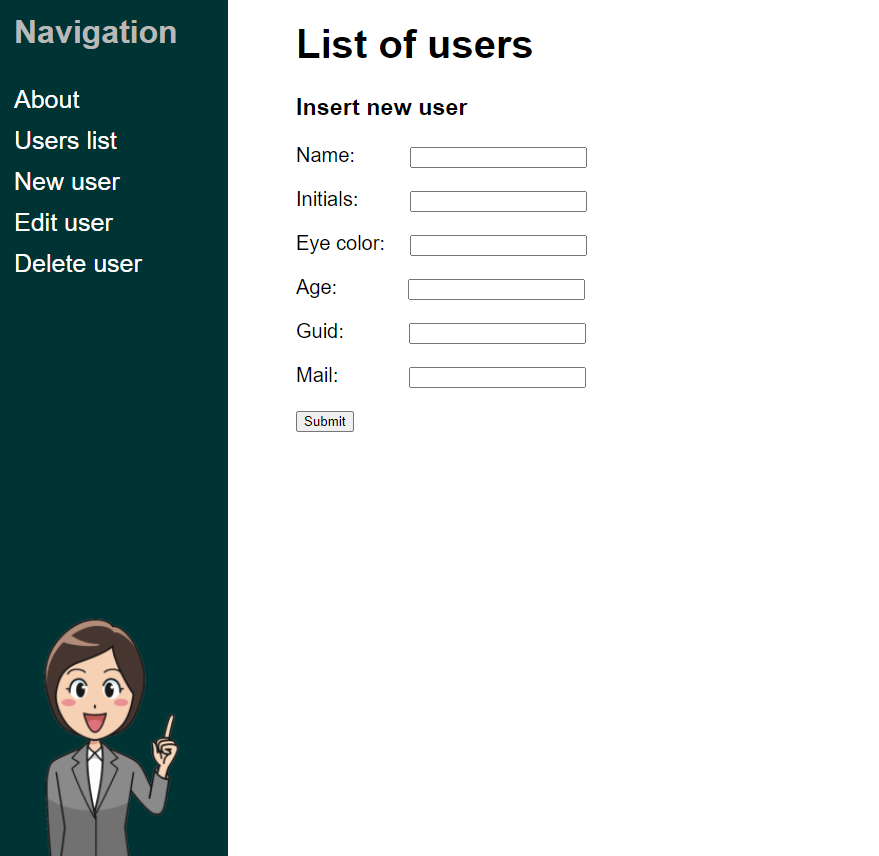 Navigation
About
Users list
New user
Edit user
Delete user
List of users
Insert new user
Name:
Initials:
Eye color:
Age:
Guid:
Mail:
Submit